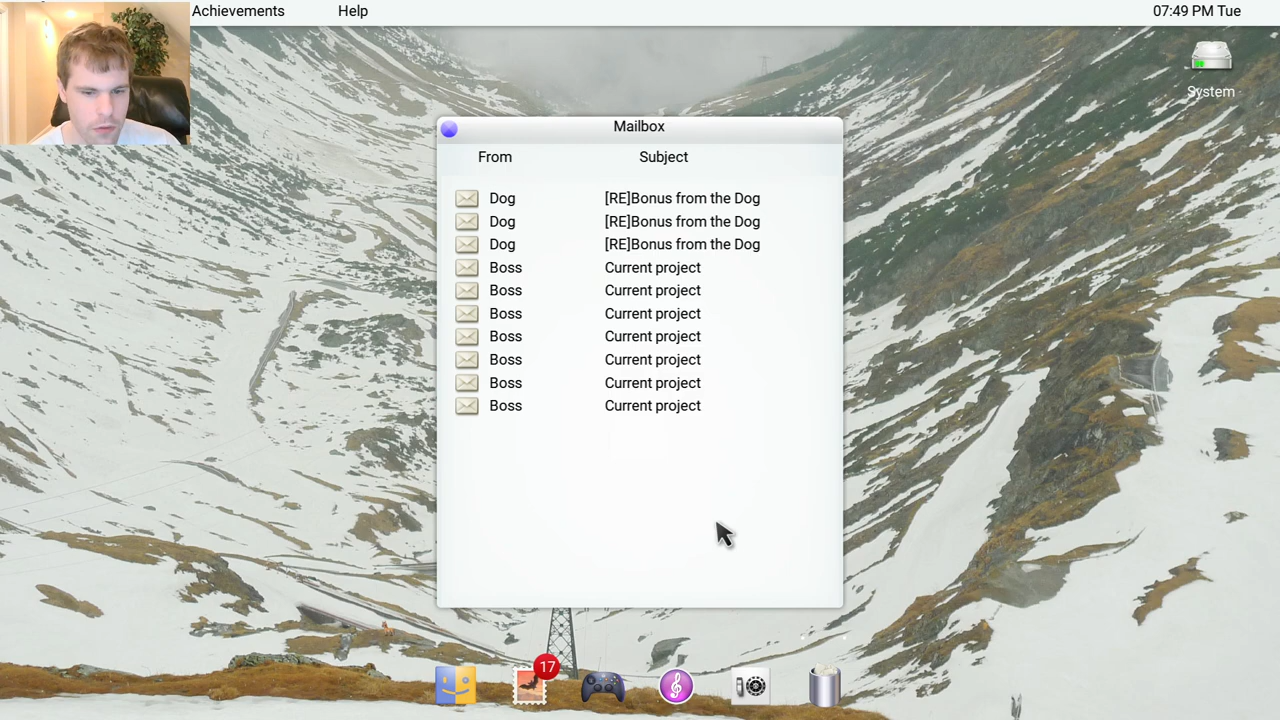 Achievements Help 07:49 PM Tue
System
Mailbox
From Subject
Dog [RE]Bonus from the Dog
Dog [RE]Bonus from the Dog
Dog [RE]Bonus from the Dog
Boss Current project
Boss Current project
Boss Current project
Boss Current project
Boss Current project
Boss Current project
Boss Current project
17